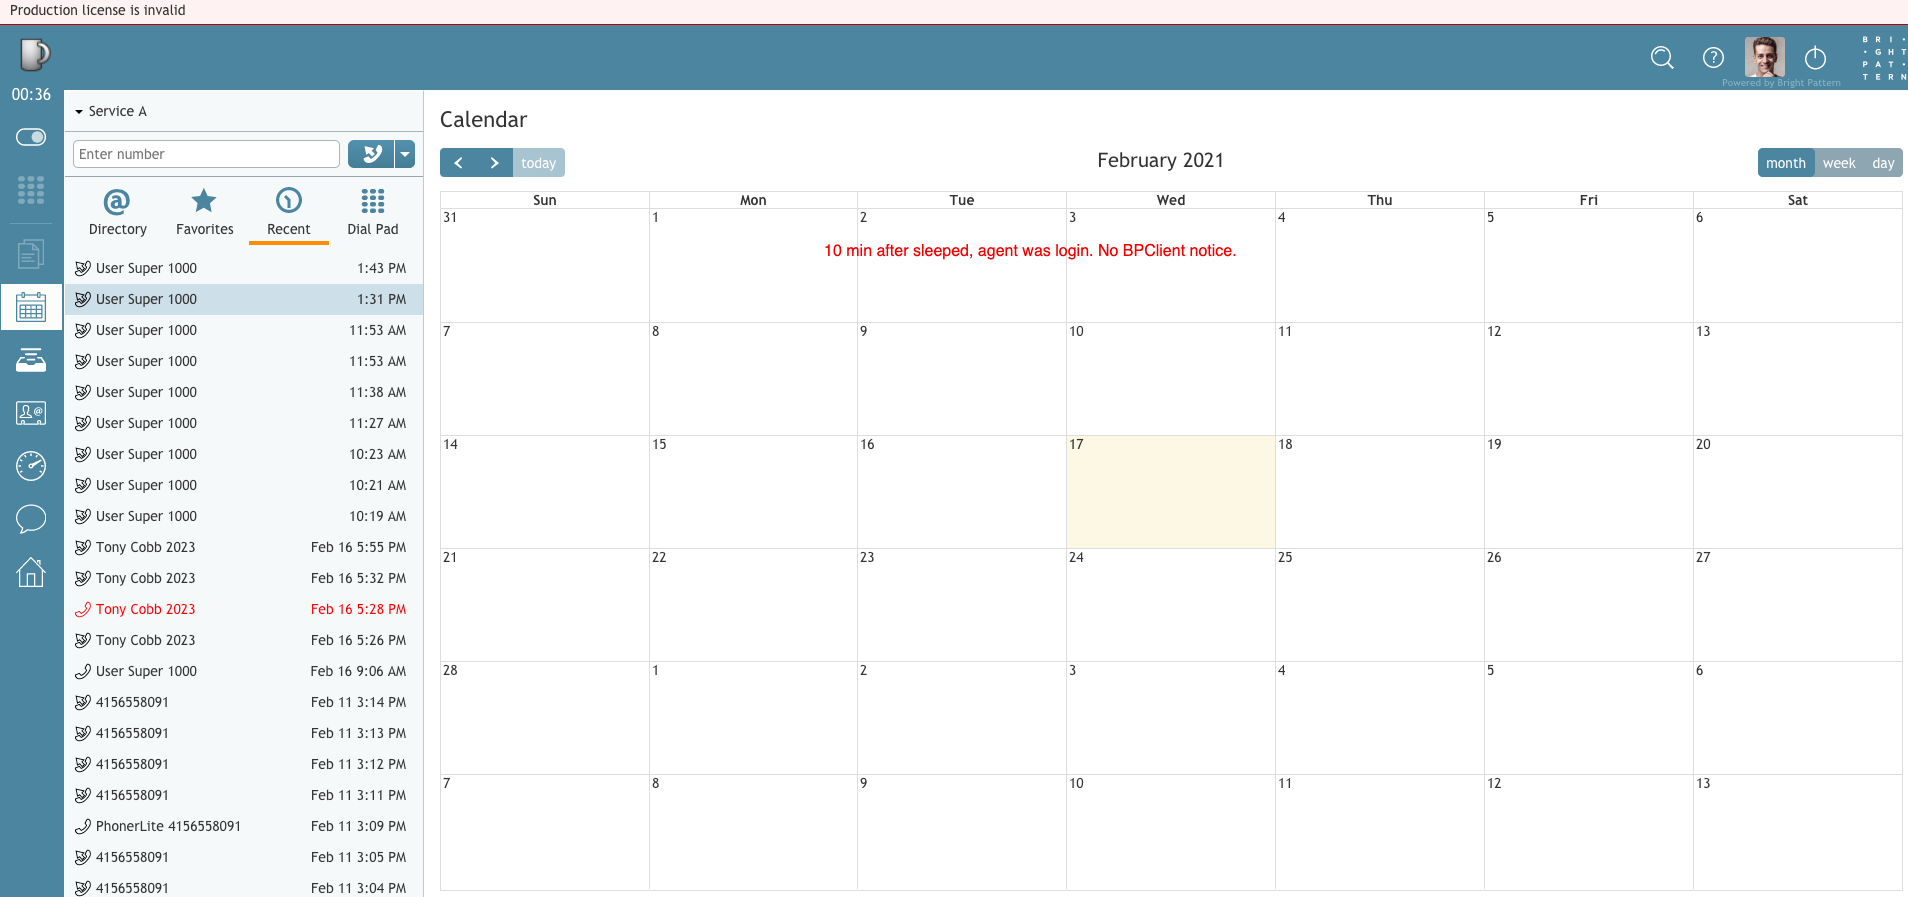 Production license is invalid
BRI·
·GHT
PAT·
TERN
Powered by Bright Pattern
00:36
Service A
Enter number
Directory Favorites Recent Dial Pad
User Super 1000 1:43 PM
User Super 1000 1:31 PM
User Super 1000 11:53 AM
User Super 1000 11:53 AM
User Super 1000 11:38 AM
User Super 1000 11:27 AM
User Super 1000 10:23 AM
User Super 1000 10:21 AM
User Super 1000 10:19 AM
Tony Cobb 2023 Feb 16 5:55 PM
Tony Cobb 2023 Feb 16 5:32 PM
Tony Cobb 2023 Feb 16 5:28 PM
Tony Cobb 2023 Feb 16 5:26 PM
User Super 1000 Feb 16 9:06 AM
4156558091 Feb 11 3:14 PM
4156558091 Feb 11 3:13 PM
4156558091 Feb 11 3:12 PM
4156558091 Feb 11 3:11 PM
PhonerLite 4156558091 Feb 11 3:09 PM
4156558091 Feb 11 3:05 PM
4156558091 Feb 11 3:04 PM
Calendar
today February 2021 month week day
Sun Mon Tue Wed Thu Fri Sat
31 1 2 3 4 5 6
10 min after sleeped, agent was login. No BPClient notice.
7 8 9 10 11 12 13
14 15 16 17 18 19 20
21 22 23 24 25 26 27
28 1 2 3 4 5 6
7 8 9 10 11 12 13